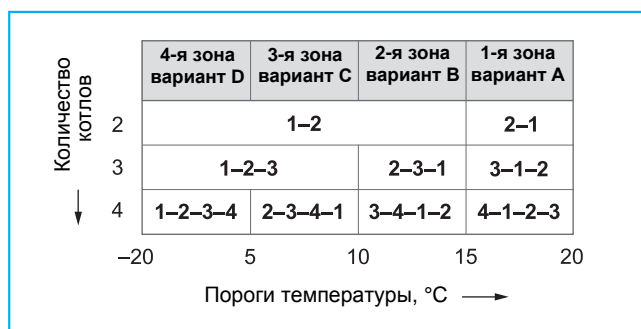 4-я зона 3-я зона 2-я зона 1-я зона
вариант D вариант C вариант B вариант A
Количество
котлов
2 1–2 2–1
3 1–2–3 2–3–1 3–1–2
4 1–2–3–4 2–3–4–1 3–4–1–2 4–1–2–3
–20 5 10 15 20
Пороги температуры, °C